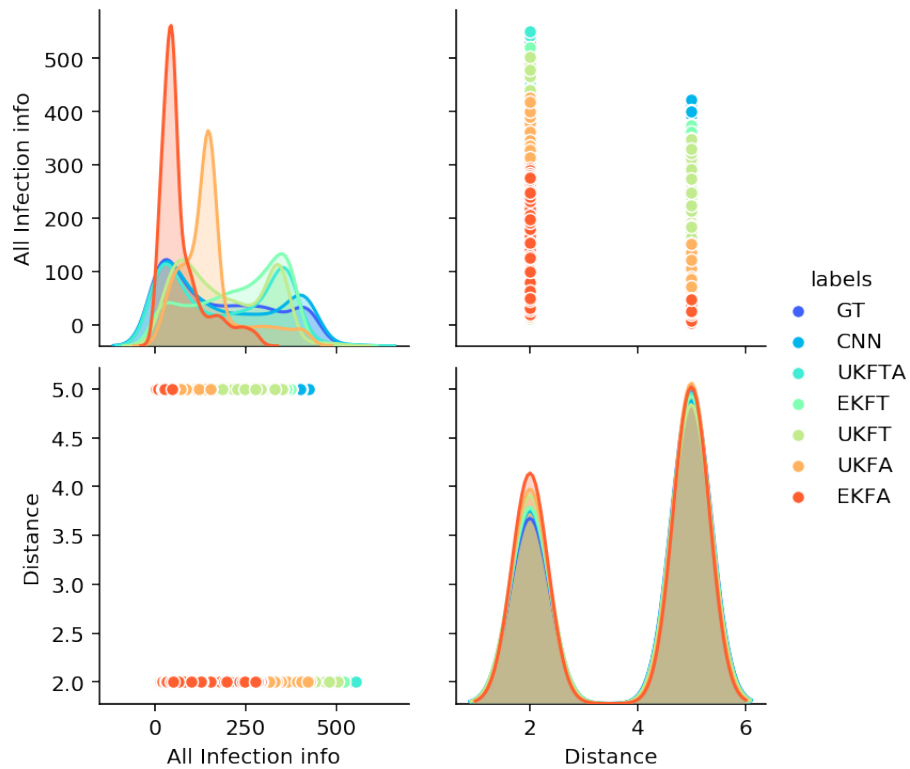 500
400
300
200
100
0
All Infection info
5.0
4.5
4.0
3.5
3.0
2.5
2.0
Distance
0 250 500
All Infection info
2 4 6
Distance
labels
GT
CNN
UKFTA
EKFT
UKFT
UKFA
EKFA